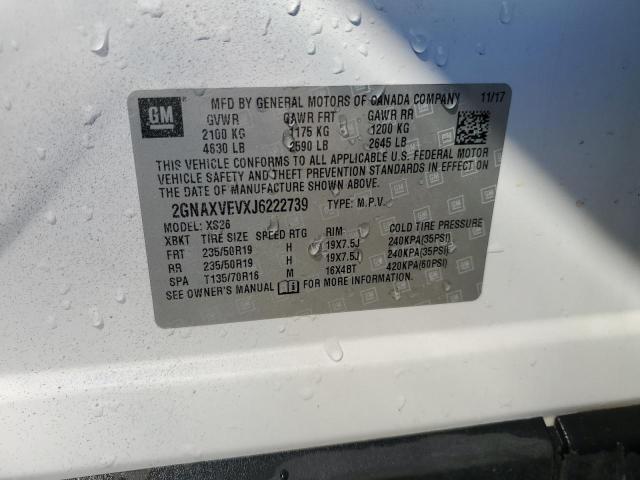 GM
MFD BY GENERAL MOTORS OF CANADA COMPANY 11/17
GVWR GAWR FRT GAWR RR
2100 KG 1175 KG 1200 KG
4630 LB 2590 LB 2645 LB
THIS VEHICLE CONFORMS TO ALL APPLICABLE U.S. FEDERAL MOTOR
VEHICLE SAFETY, BUMPER, AND THEFT PREVENTION STANDARDS IN EFFECT ON
THE DATE OF MANUFACTURE SHOWN ABOVE.
2GNAXVEVXJ6222739 TYPE: M.P.V.
MODEL: XS26
XBKT TIRE SIZE SPEED RTG RIM COLD TIRE PRESSURE
FRT 235/50R19 H 19X7.5J 240KPA(35PSI)
RR 235/50R19 H 19X7.5J 240KPA(35PSI)
SPA T135/70R16 M 16X4BT 420KPA(60PSI)
SEE OWNER'S MANUAL FOR MORE INFORMATION.